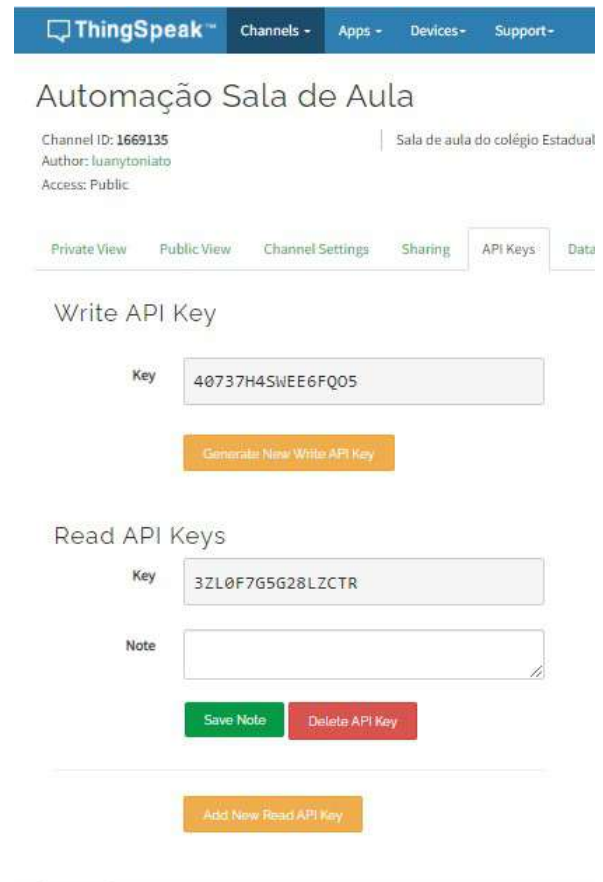 ThingSpeak™ Channels Apps Devices Support
Automação Sala de Aula
Channel ID: 1669135
Sala de aula do colégio Estadual
Author: luanytoniato
Access: Public
Private View Public View Channel Settings Sharing API Keys Data
Write API Key
Key 40737H4SWEE6FQO5
Generate New Write API Key
Read API Keys
Key 3ZL0F7G5G28LZCTR
Note
Save Note Delete API Key
Add New Read API Key